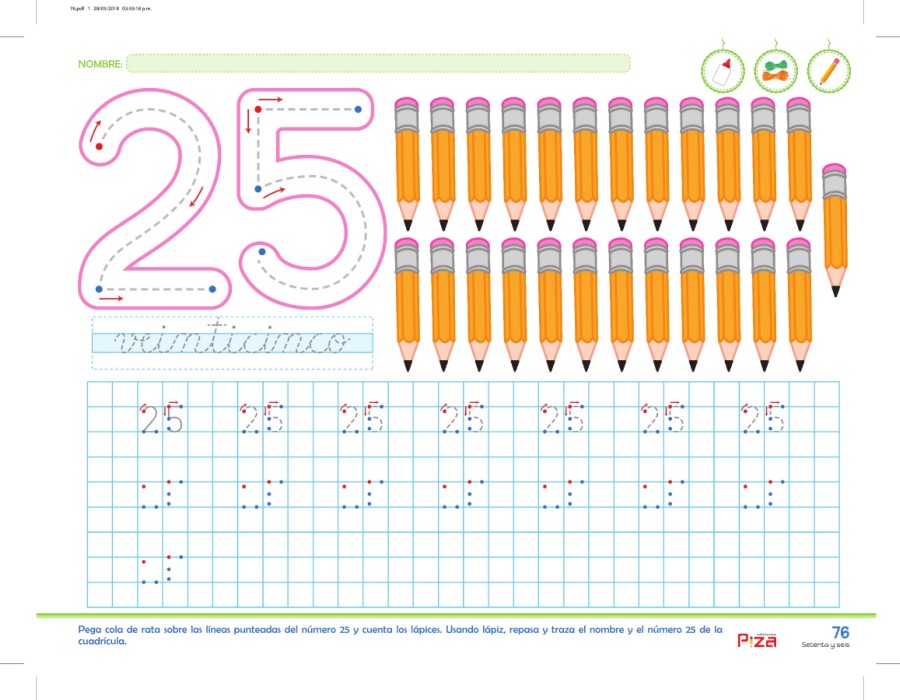 76.pdf 1 28/05/2018 03:59:18 p.m.
NOMBRE:
25
veinticinco
25 25 25 25 25 25 25
Pega cola de rata sobre las líneas punteadas del número 25 y cuenta los lápices. Usando lápiz, repasa y traza el nombre y el número 25 de la
cuadrícula.
Piza
76
Setenta y seis